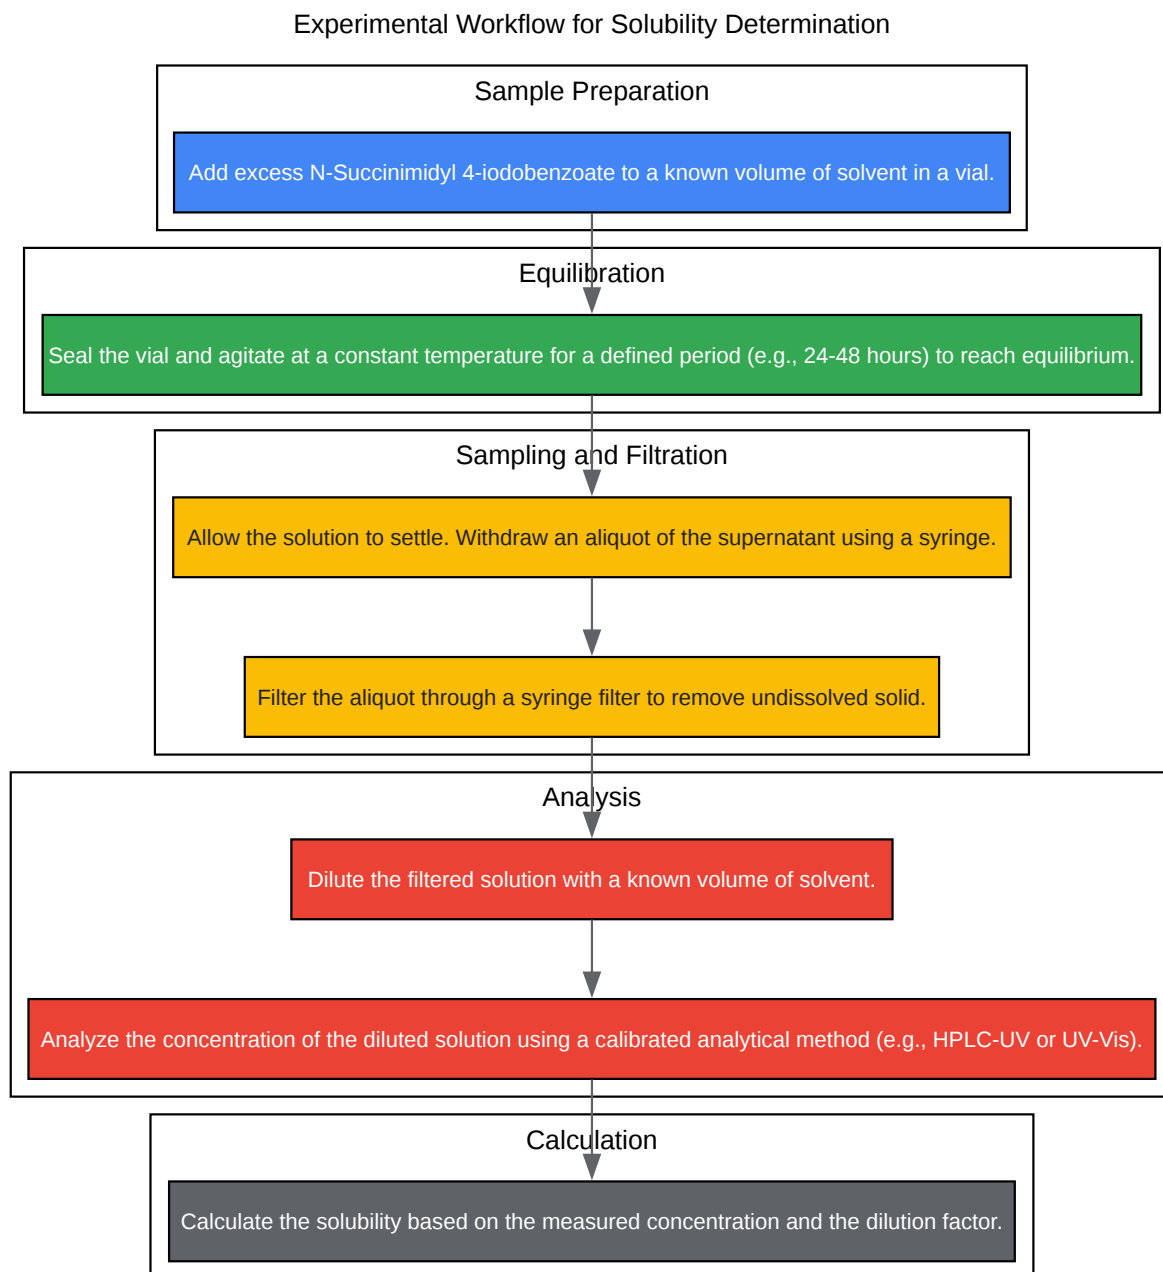 Experimental Workflow for Solubility Determination
Sample Preparation
Add excess N-Succinimidyl 4-iodobenzoate to a known volume of solvent in a vial.
Equilibration
Seal the vial and agitate at a constant temperature for a defined period (e.g., 24-48 hours) to reach equilibrium.
Sampling and Filtration
Allow the solution to settle. Withdraw an aliquot of the supernatant using a syringe.
Filter the aliquot through a syringe filter to remove undissolved solid.
Analysis
Dilute the filtered solution with a known volume of solvent.
Analyze the concentration of the diluted solution using a calibrated analytical method (e.g., HPLC-UV or UV-Vis).
Calculation
Calculate the solubility based on the measured concentration and the dilution factor.